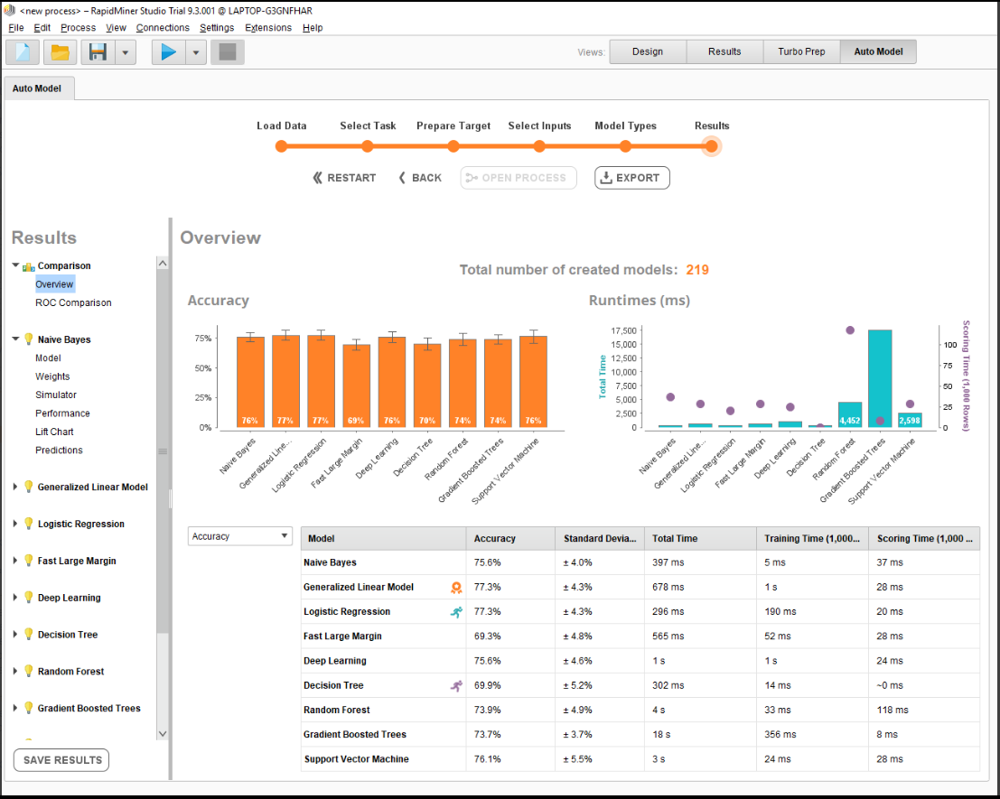 <new process> – RapidMiner Studio Trial 9.3.001 @ LAPTOP-G3GNFHAR
File Edit Process View Connections Settings Extensions Help
Views: Design Results Turbo Prep Auto Model
Auto Model
Load Data Select Task Prepare Target Select Inputs Model Types Results
RESTART BACK OPEN PROCESS EXPORT
Results
Comparison
Overview
ROC Comparison
Naive Bayes
Model
Weights
Simulator
Performance
Lift Chart
Predictions
Generalized Linear Model
Logistic Regression
Fast Large Margin
Deep Learning
Decision Tree
Random Forest
Gradient Boosted Trees
SAVE RESULTS
Overview
Total number of created models: 219
Accuracy
75%
50%
25%
0%
76% 77% 77% 69% 76% 70% 74% 74% 76%
Naive Bayes
Generalized Line...
Logistic Regression
Fast Large Margin
Deep Learning
Decision Tree
Random Forest
Gradient Boosted Trees
Support Vector Machine
Runtimes (ms)
Total Time
17,500
15,000
12,500
10,000
7,500
5,000
2,500
0
4,452 2,598
100
75
50
25
0
Scoring Time (1,000 Rows)
Naive Bayes
Generalized Line...
Logistic Regression
Fast Large Margin
Deep Learning
Decision Tree
Random Forest
Gradient Boosted Trees
Support Vector Machine
Accuracy
Model Accuracy Standard Devia... Total Time Training Time (1,000... Scoring Time (1,000 ...
Naive Bayes 75.6% ± 4.0% 397 ms 5 ms 37 ms
Generalized Linear Model 77.3% ± 4.3% 678 ms 1 s 28 ms
Logistic Regression 77.3% ± 4.3% 296 ms 190 ms 20 ms
Fast Large Margin 69.3% ± 4.8% 565 ms 52 ms 28 ms
Deep Learning 75.6% ± 4.6% 1 s 1 s 24 ms
Decision Tree 69.9% ± 5.2% 302 ms 14 ms ~0 ms
Random Forest 73.9% ± 4.9% 4 s 33 ms 118 ms
Gradient Boosted Trees 73.7% ± 3.7% 18 s 356 ms 8 ms
Support Vector Machine 76.1% ± 5.5% 3 s 24 ms 28 ms